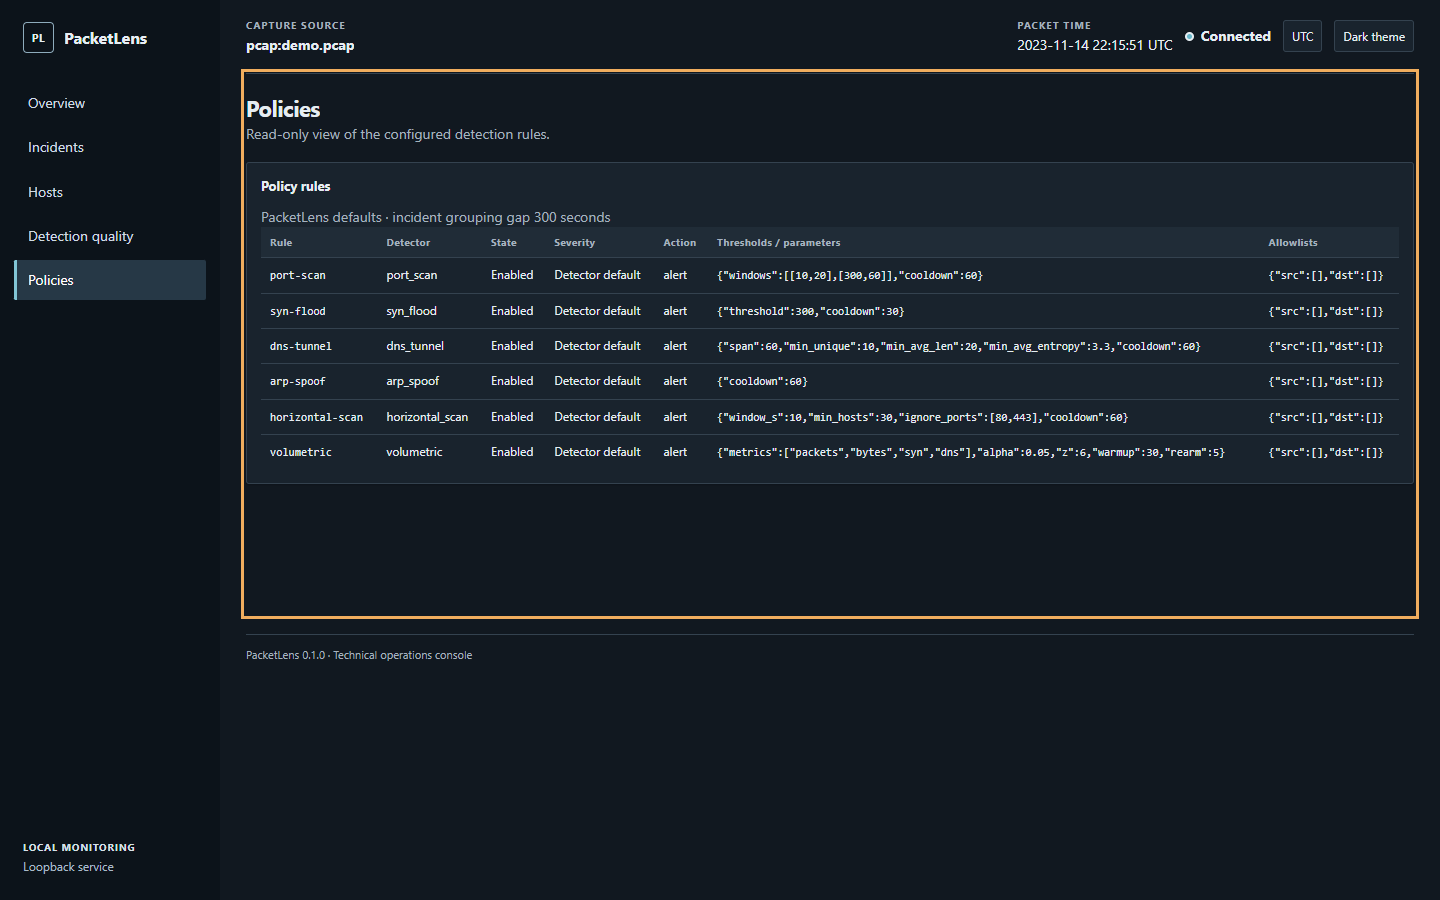 PL PacketLens
Overview
Incidents
Hosts
Detection quality
Policies
LOCAL MONITORING
Loopback service
CAPTURE SOURCE
pcap:demo.pcap
PACKET TIME
2023-11-14 22:15:51 UTC
Connected
UTC
Dark theme
Policies
Read-only view of the configured detection rules.
Policy rules
PacketLens defaults · incident grouping gap 300 seconds
Rule Detector State Severity Action Thresholds / parameters Allowlists
port-scan port_scan Enabled Detector default alert {"windows":[[10,20],[300,60]],"cooldown":60} {"src":[],"dst":[]}
syn-flood syn_flood Enabled Detector default alert {"threshold":300,"cooldown":30} {"src":[],"dst":[]}
dns-tunnel dns_tunnel Enabled Detector default alert {"span":60,"min_unique":10,"min_avg_len":20,"min_avg_entropy":3.3,"cooldown":60} {"src":[],"dst":[]}
arp-spoof arp_spoof Enabled Detector default alert {"cooldown":60} {"src":[],"dst":[]}
horizontal-scan horizontal_scan Enabled Detector default alert {"window_s":10,"min_hosts":30,"ignore_ports":[80,443],"cooldown":60} {"src":[],"dst":[]}
volumetric volumetric Enabled Detector default alert {"metrics":["packets","bytes","syn","dns"],"alpha":0.05,"z":6,"warmup":30,"rearm":5} {"src":[],"dst":[]}
PacketLens 0.1.0 · Technical operations console